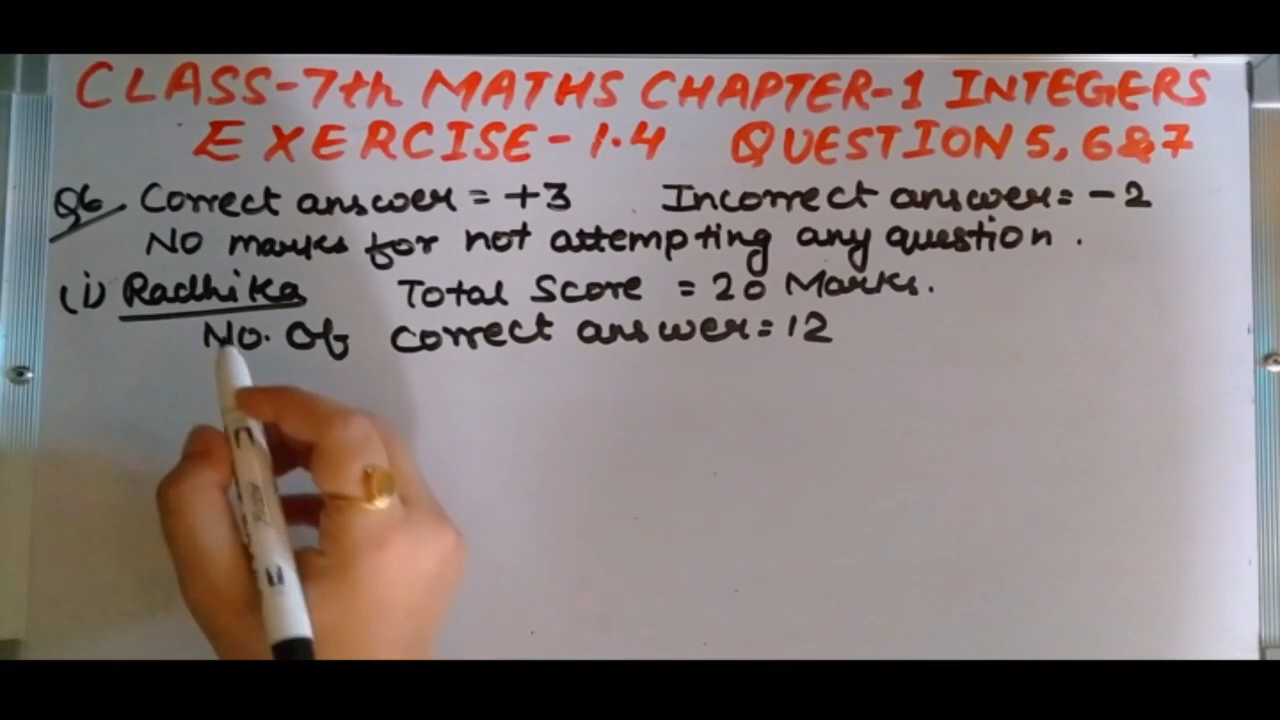 CLASS-7th MATHS CHAPTER-1 INTEGERS
EXERCISE-1.4 QUESTION 5, 6 & 7
Q6. Correct answer = +3 Incorrect answer = -2
No marks for not attempting any question.
(i) Radhika Total Score = 20 Marks.
No. Of correct answer = 12